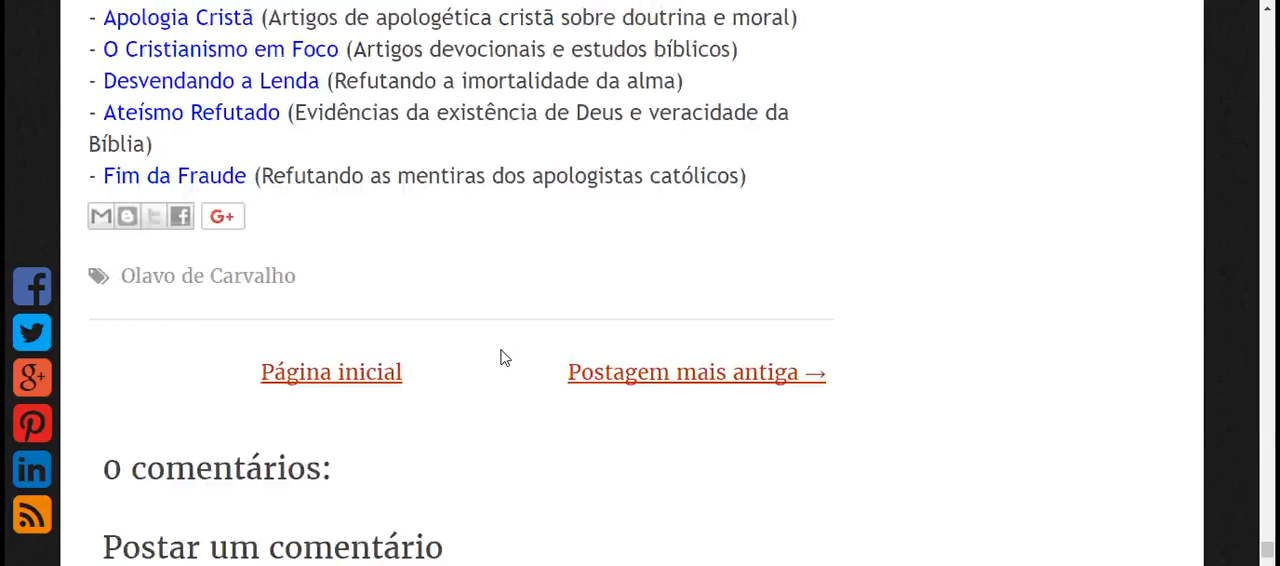 - Apologia Cristã (Artigos de apologética cristã sobre doutrina e moral)
- O Cristianismo em Foco (Artigos devocionais e estudos bíblicos)
- Desvendando a Lenda (Refutando a imortalidade da alma)
- Ateísmo Refutado (Evidências da existência de Deus e veracidade da
Bíblia)
- Fim da Fraude (Refutando as mentiras dos apologistas católicos)
G+
Olavo de Carvalho
Página inicial
Postagem mais antiga →
0 comentários:
Postar um comentário